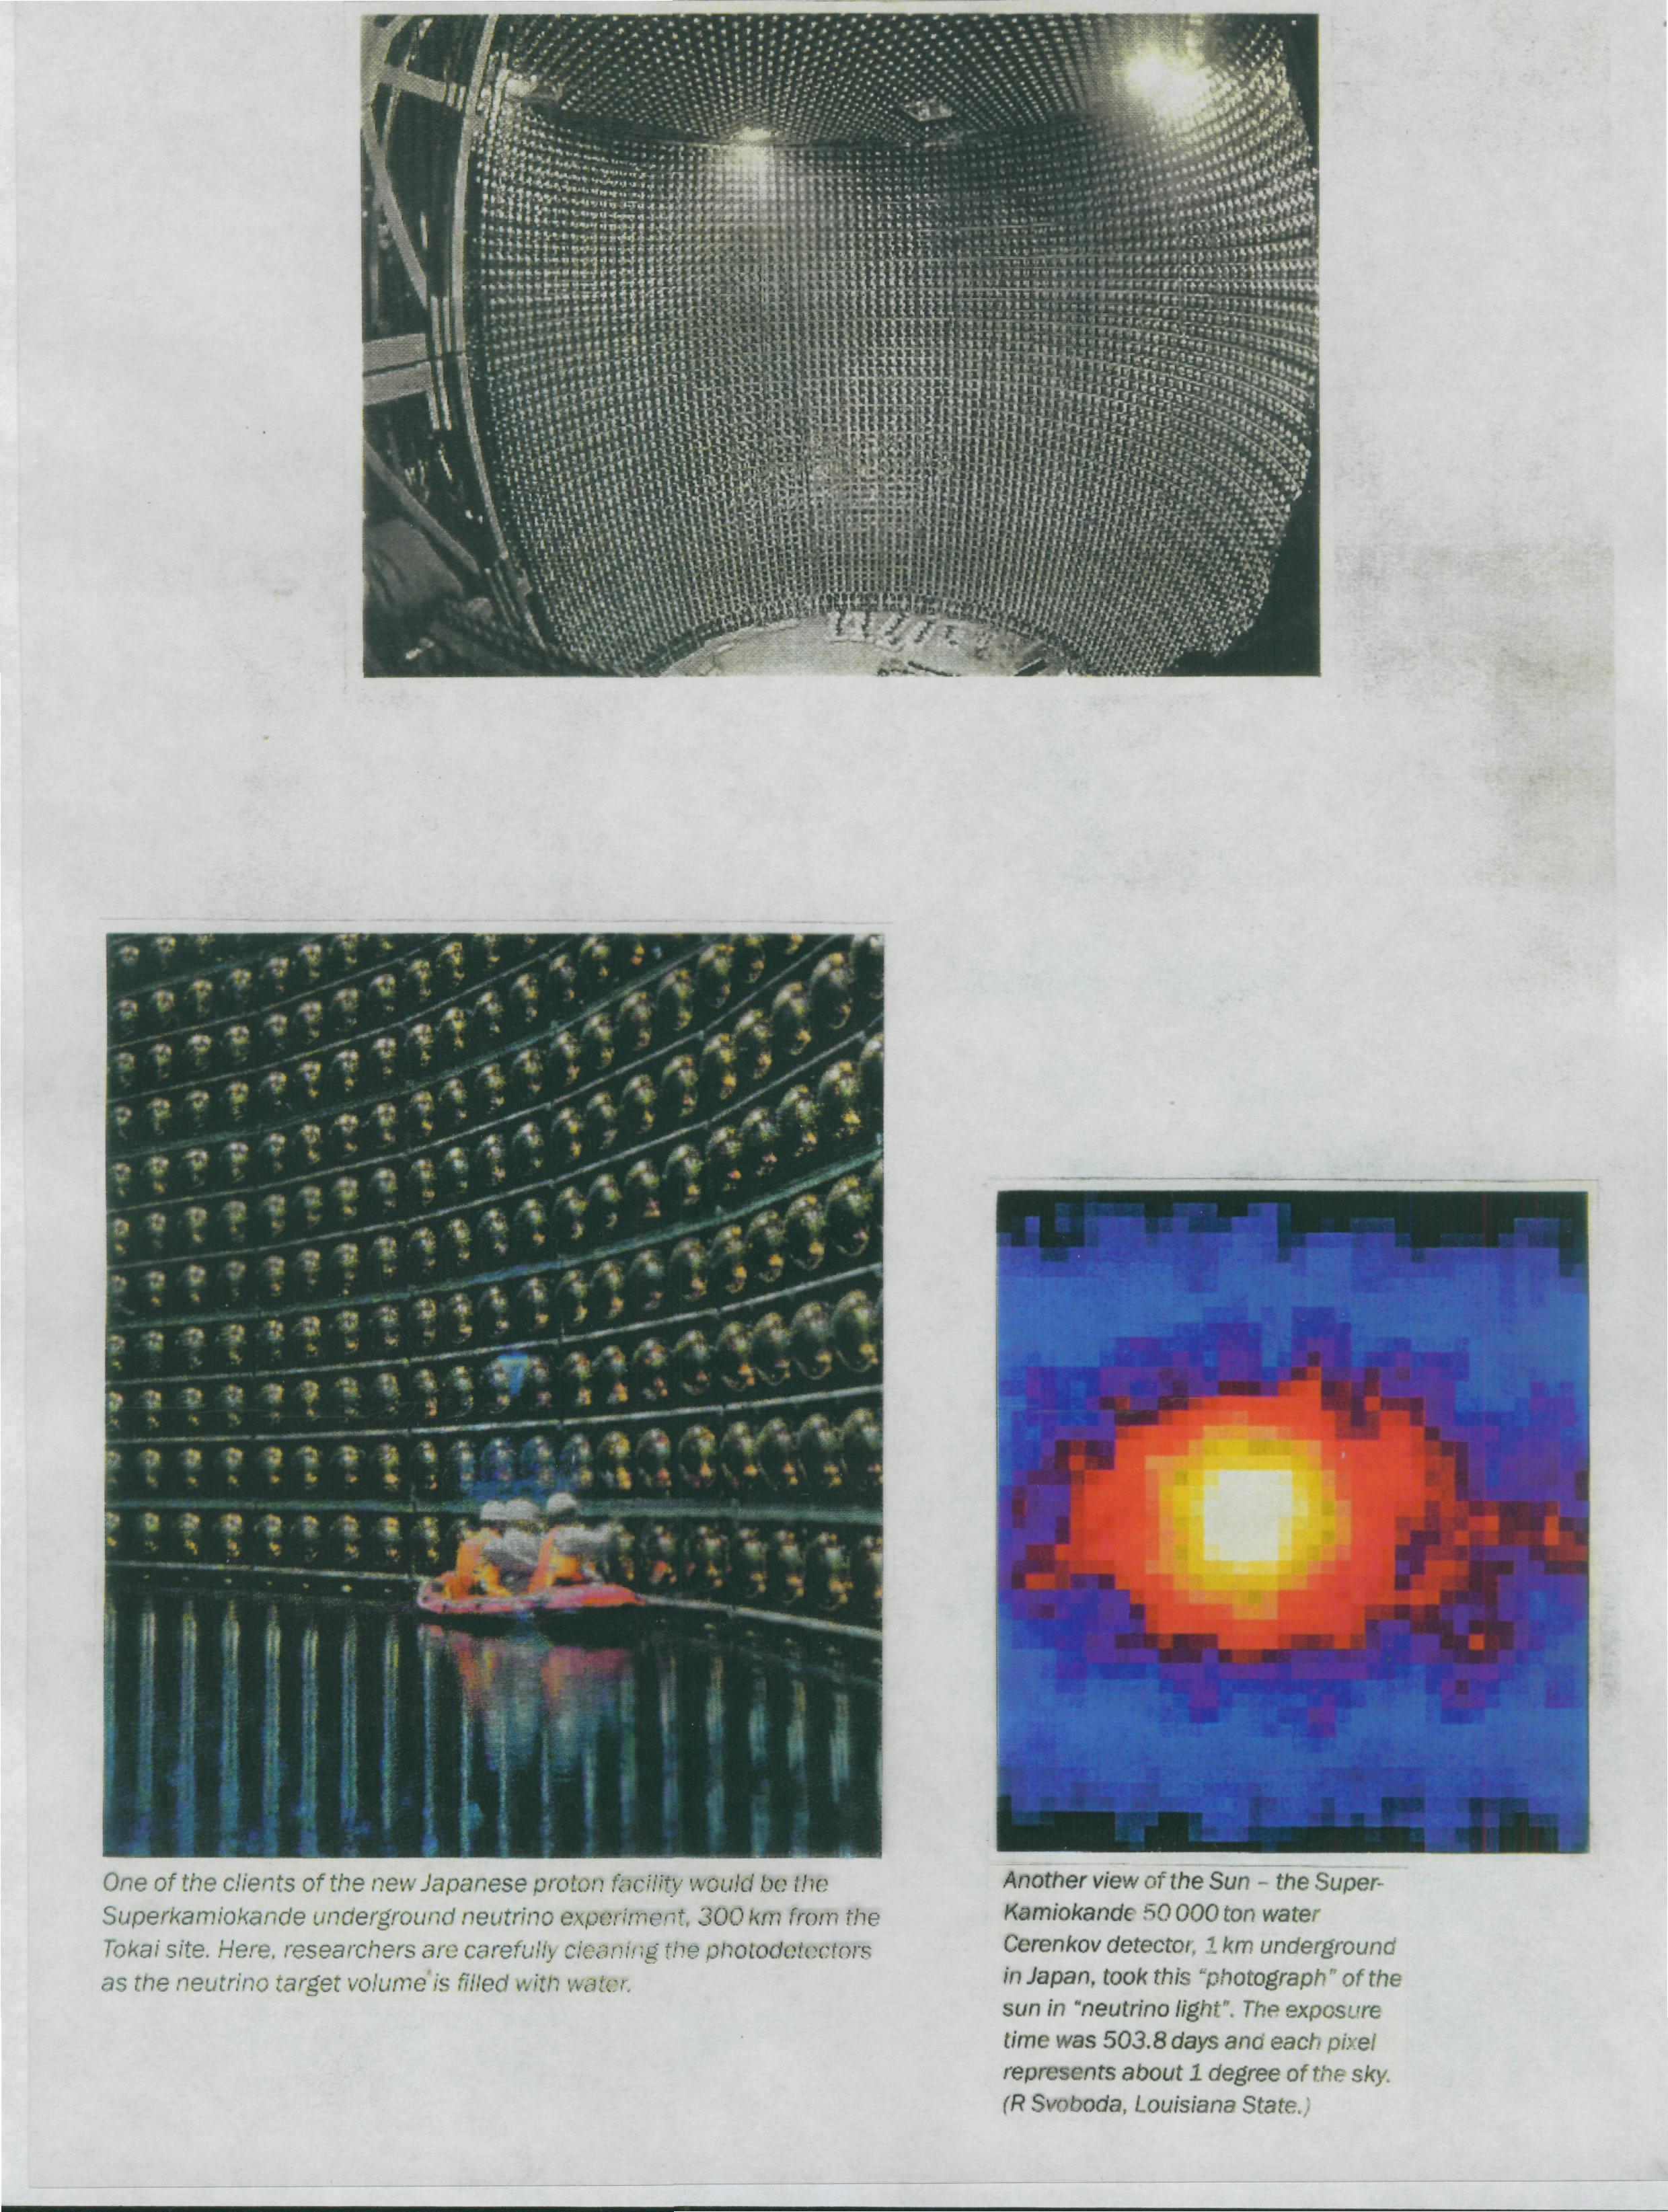 One of the clients of the new Japanese proton facility would be the
Superkamiokande underground neutrino experiment, 300 km from the
Tokai site. Here, researchers are carefully cleaning the photodetectors
as the neutrino target volume is filled with water.
Another view of the Sun – the Super-
Kamiokande 50 000 ton water
Cerenkov detector, 1 km underground
in Japan, took this "photograph" of the
sun in "neutrino light". The exposure
time was 503.8 days and each pixel
represents about 1 degree of the sky.
(R Svoboda, Louisiana State.)